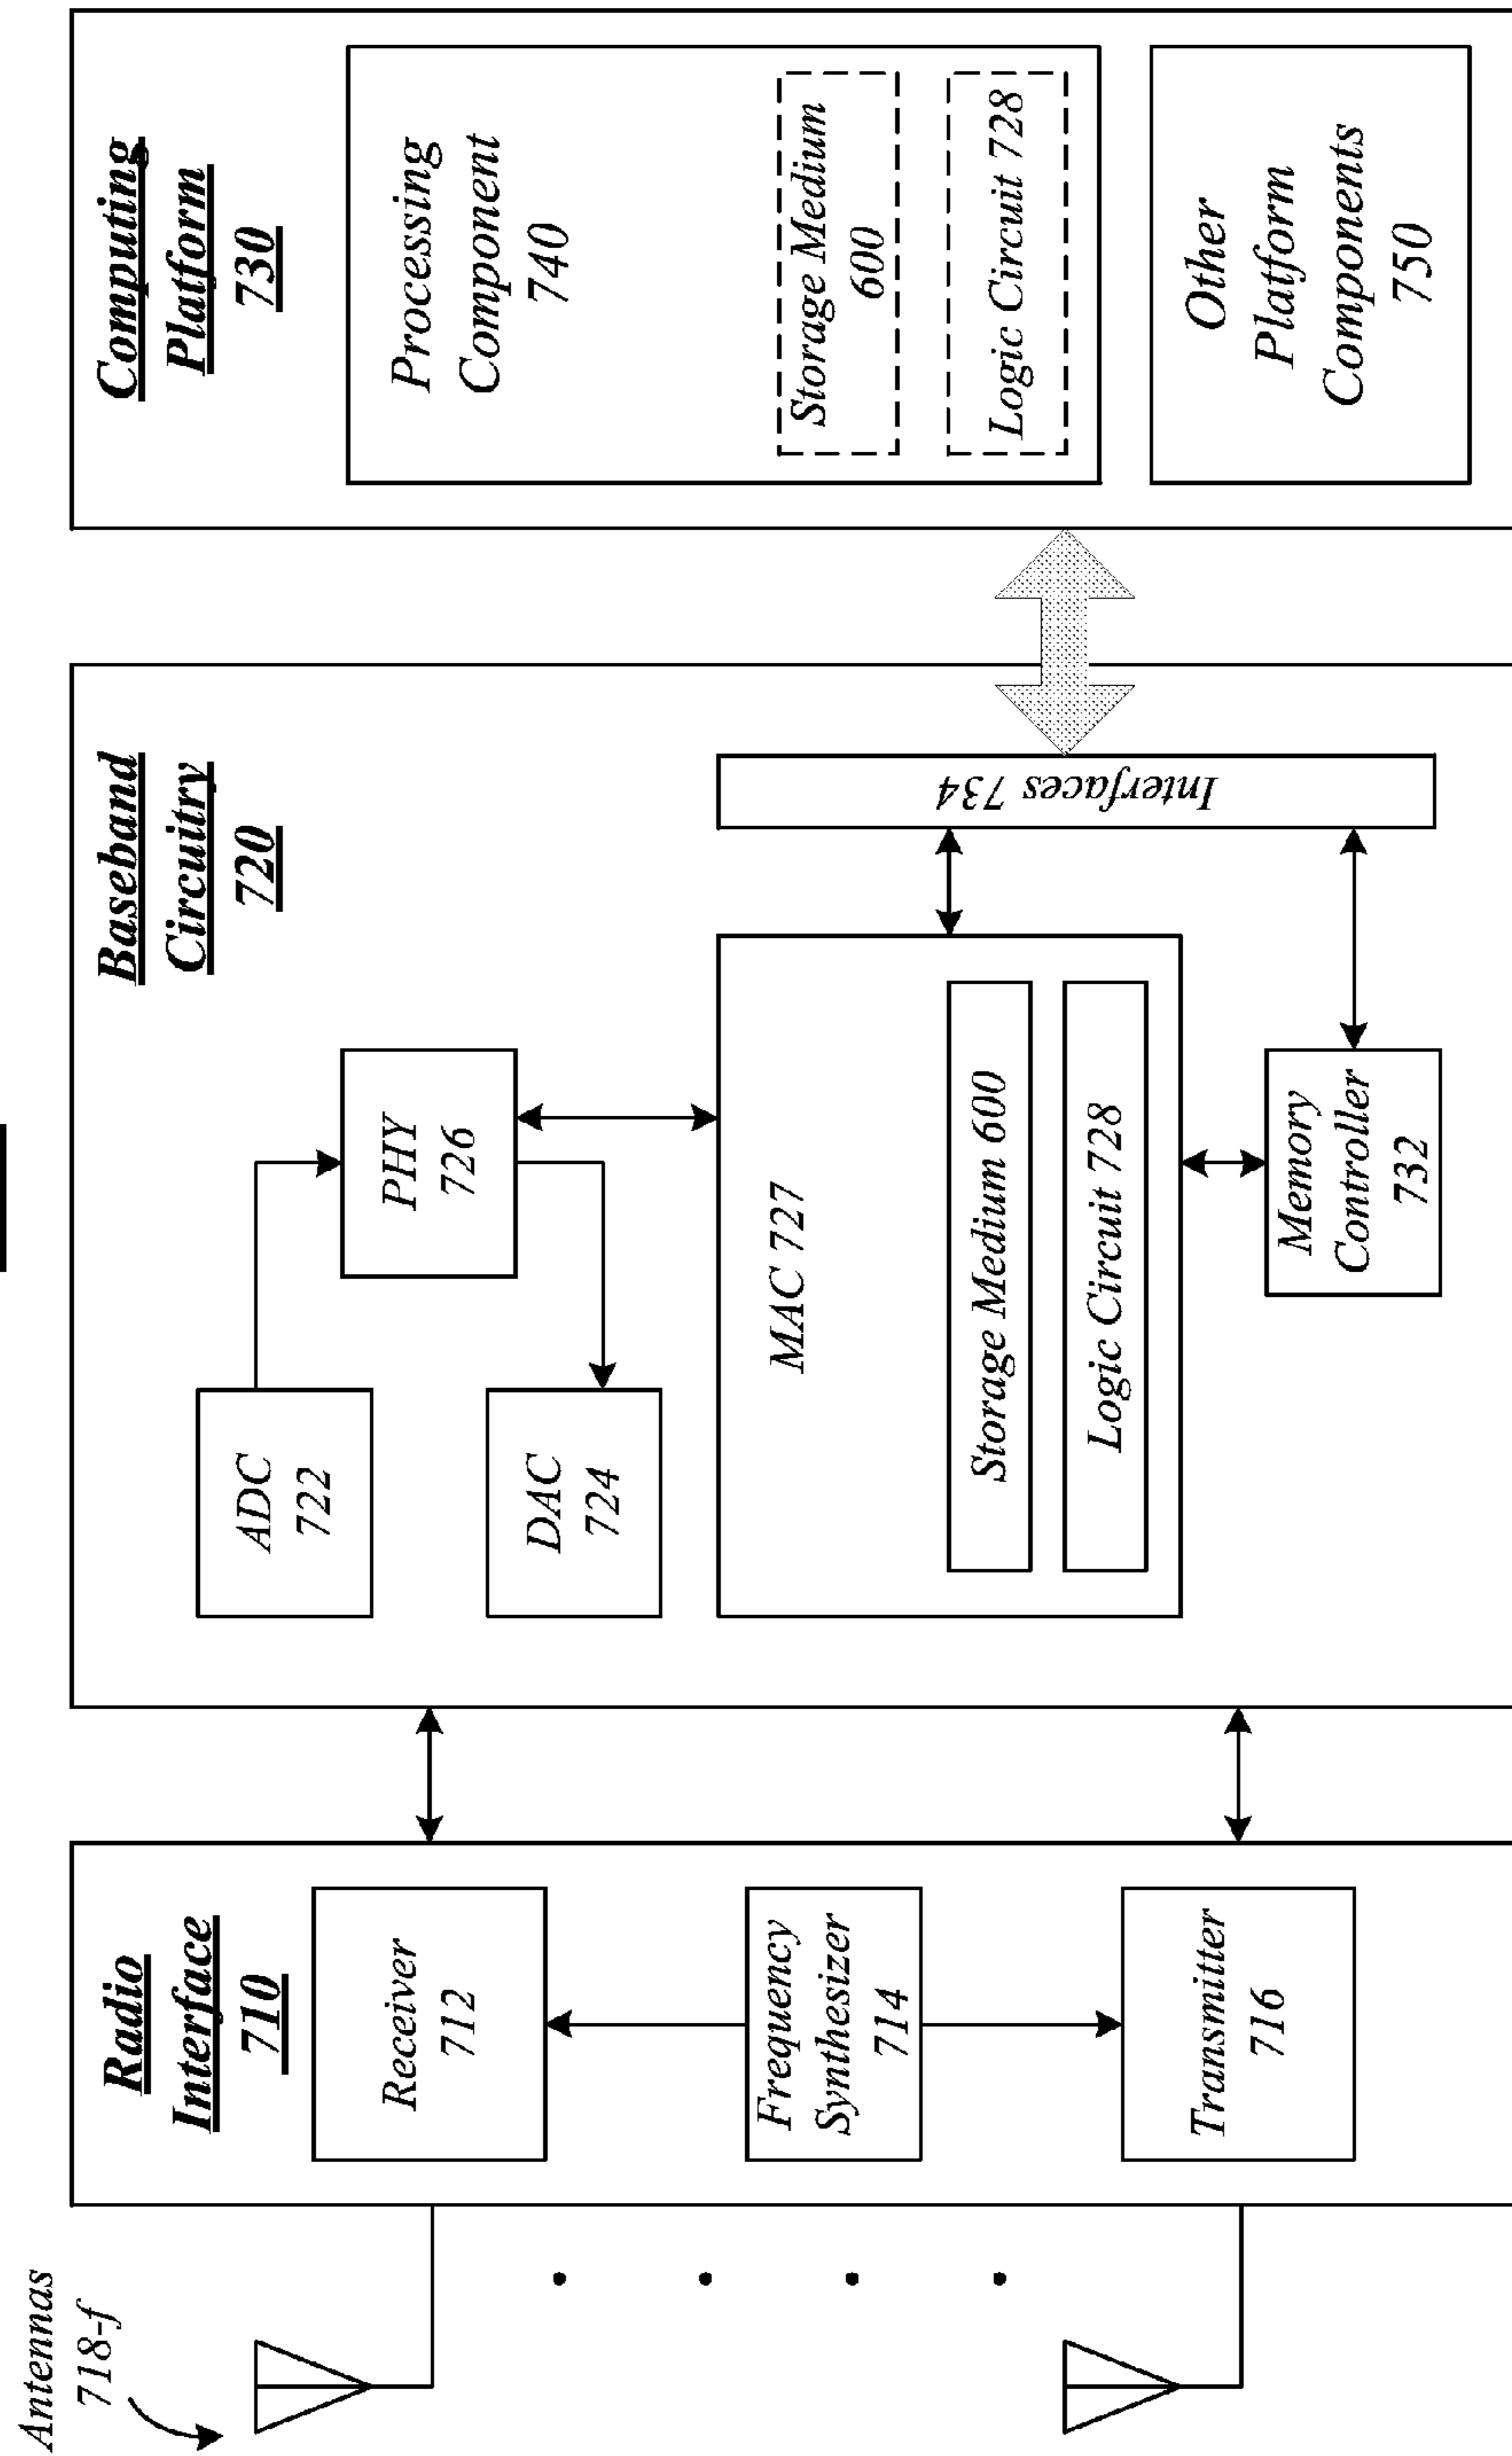 Antennas
718-f
Radio
Interface
710
Receiver
712
Frequency
Synthesizer
714
Transmitter
716
Baseband
Circuitry
720
ADC
722
PHY
726
DAC
724
MAC 727
Storage Medium 600
Logic Circuit 728
Memory
Controller
732
Interfaces 734
Computing
Platform
730
Processing
Component
740
Storage Medium
600
Logic Circuit 728
Other
Platform
Components
750